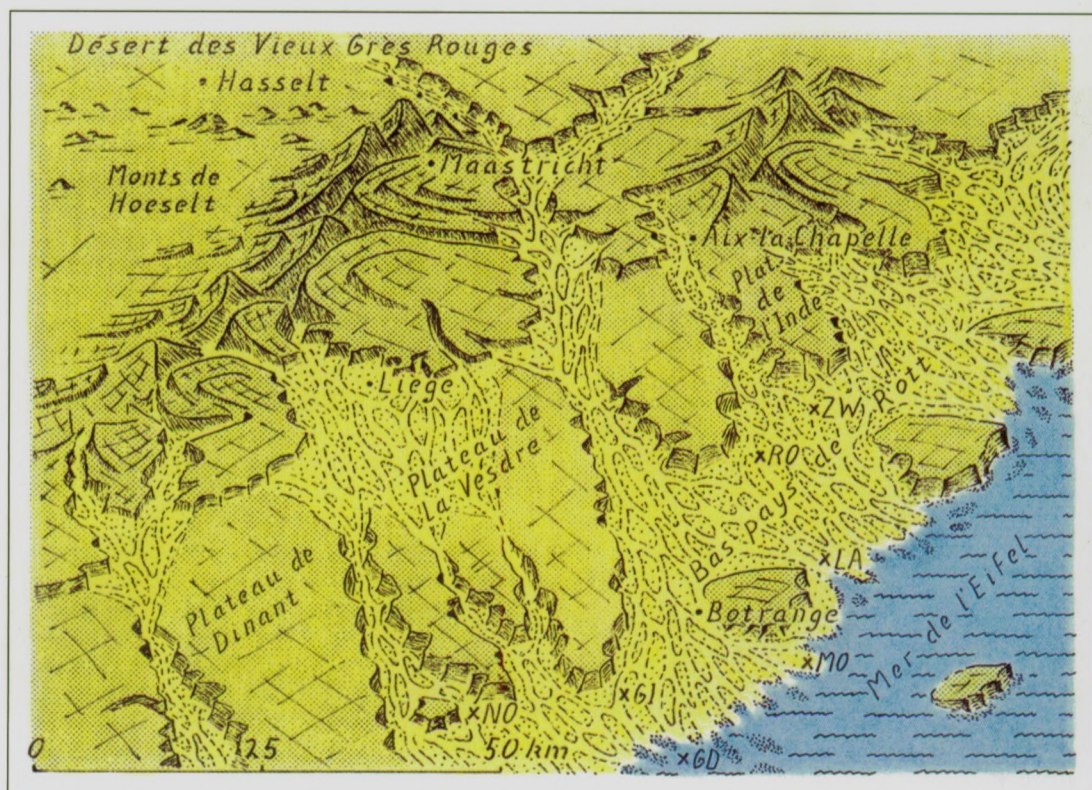 Désert des Vieux Grès Rouges
Hasselt
Maastricht
Monts de
Hoeselt
Aix-la-Chapelle
Plat.
de
l'Inde
Liège
Plateau de
la Vesdre
×ZW
Bas Pays de Rott
×RO
Plateau de
Dinant
×LA
Botrange
Mer de l'Eifel
×MO
×GI
×NO
×GD
0 25 50 km